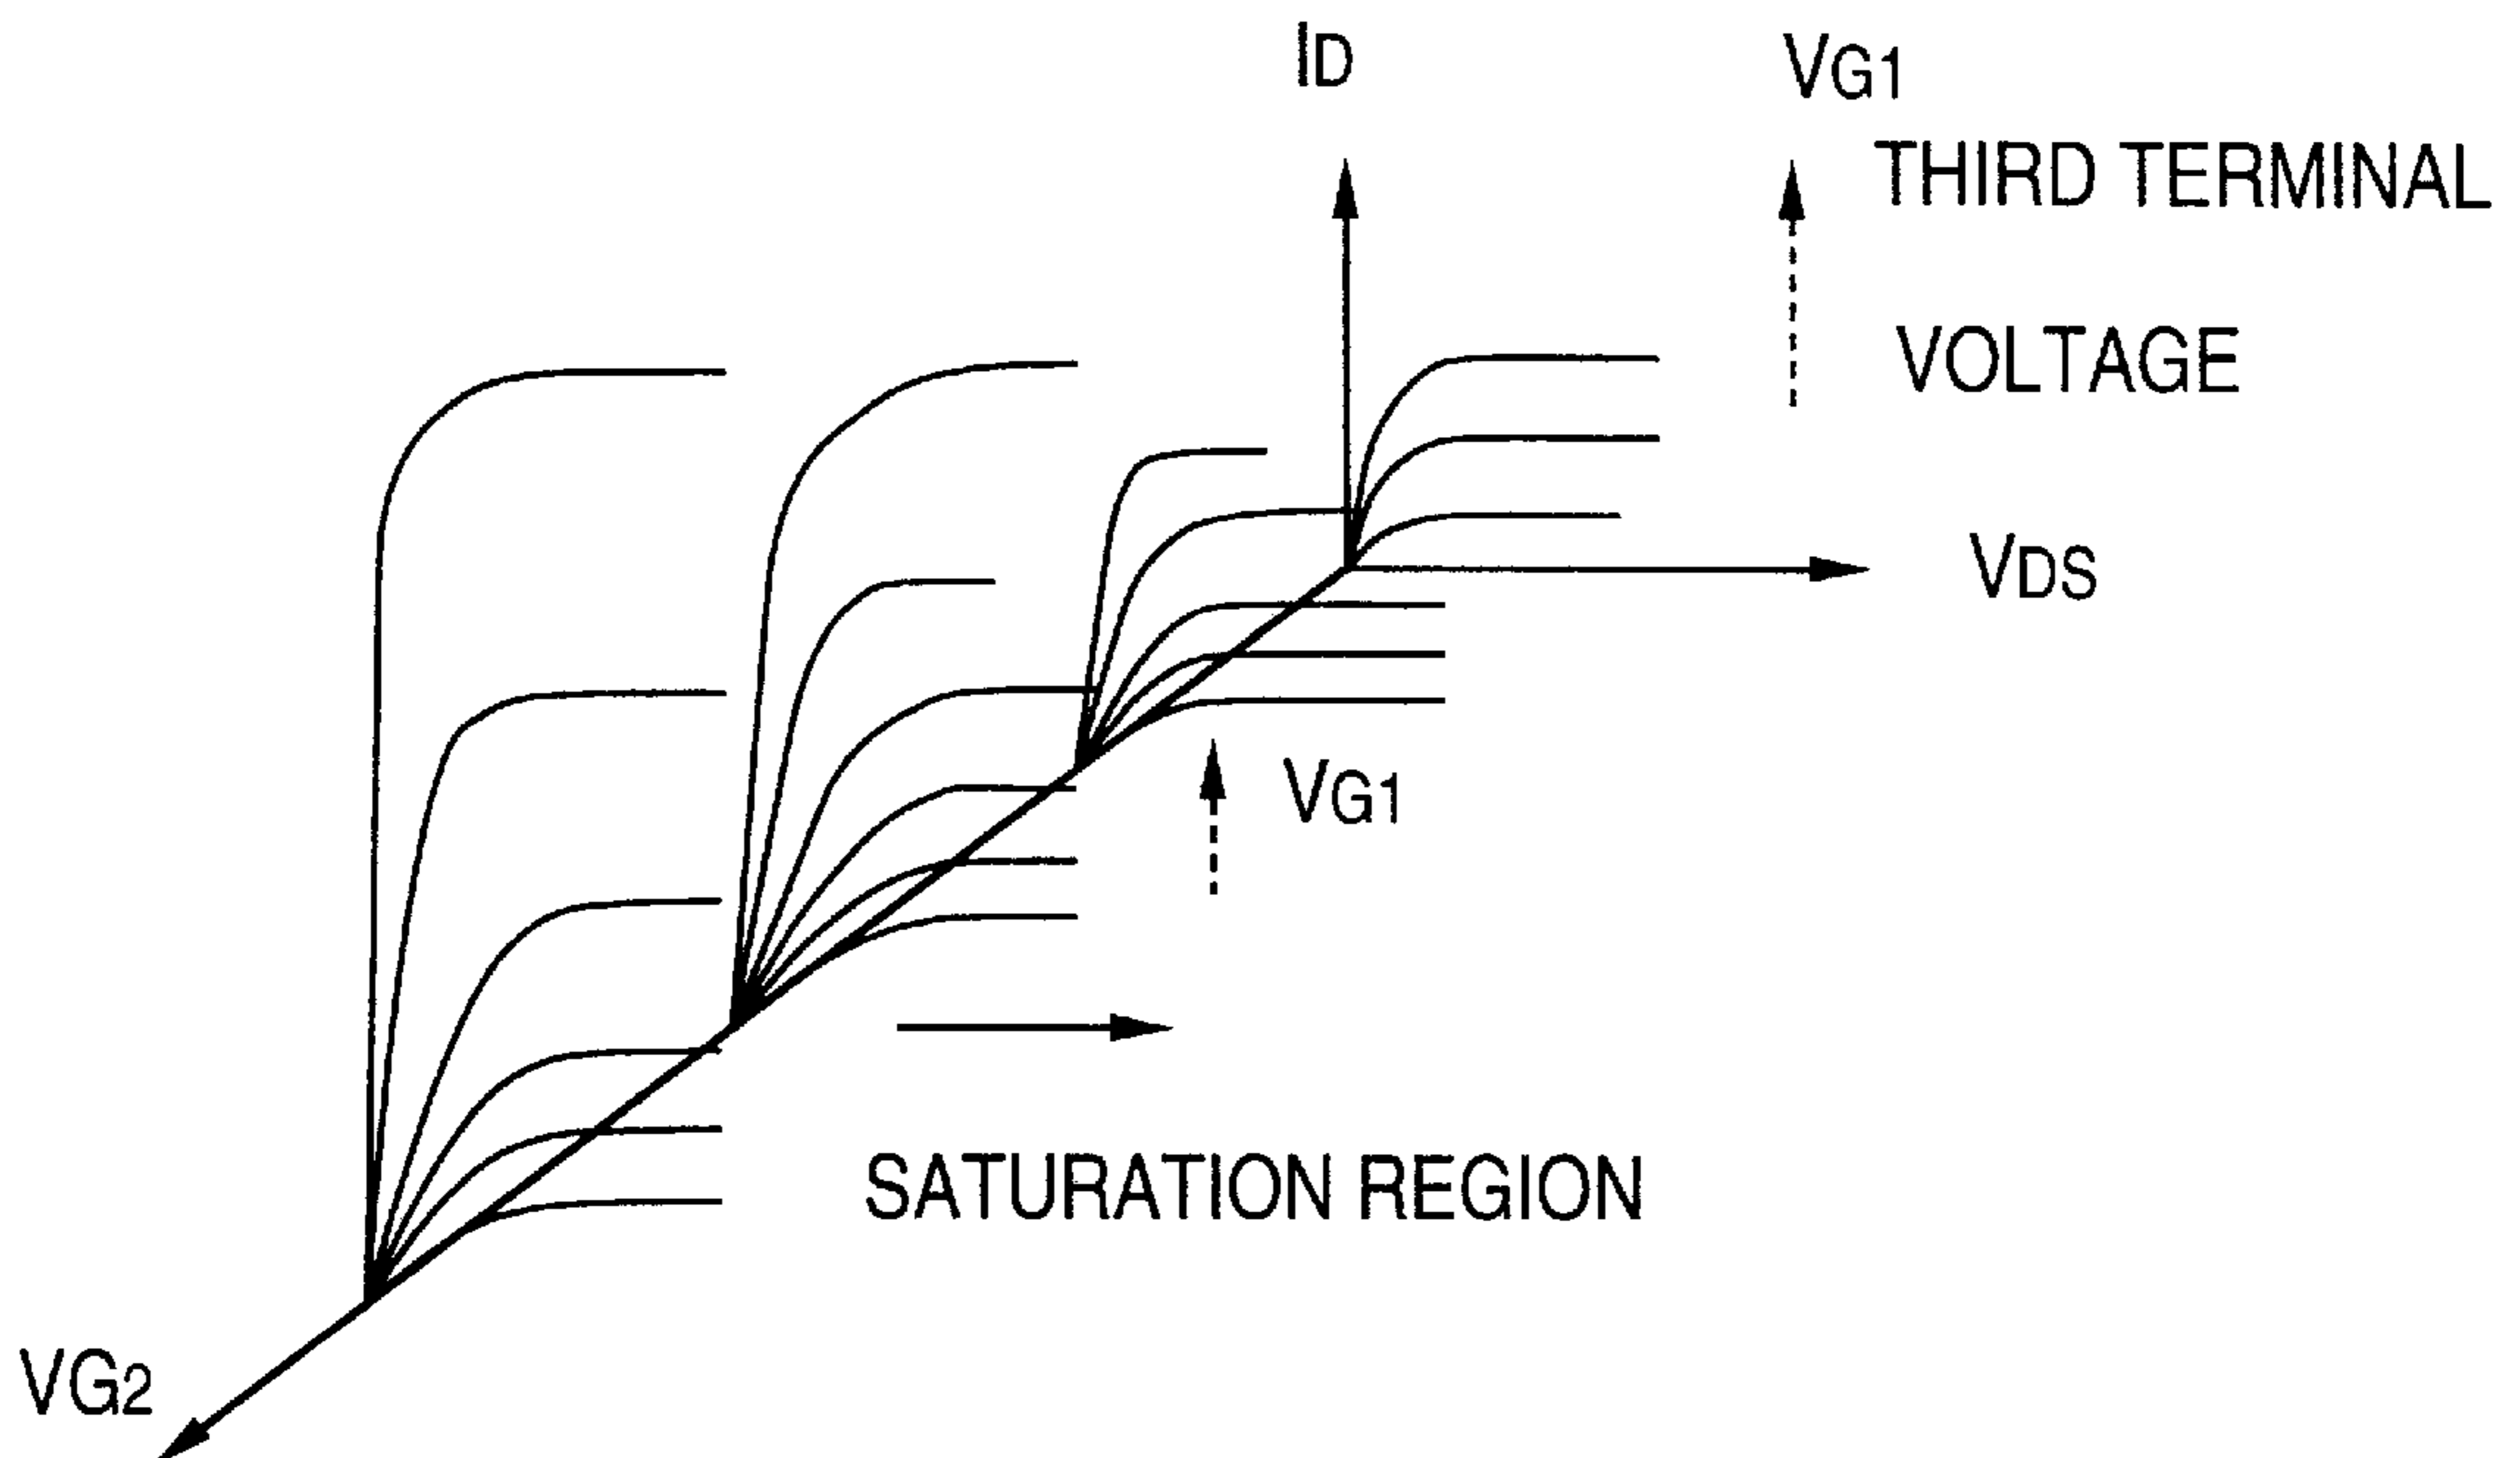 ID
VG1
THIRD TERMINAL
VOLTAGE
VDS
VG1
SATURATION REGION
VG2